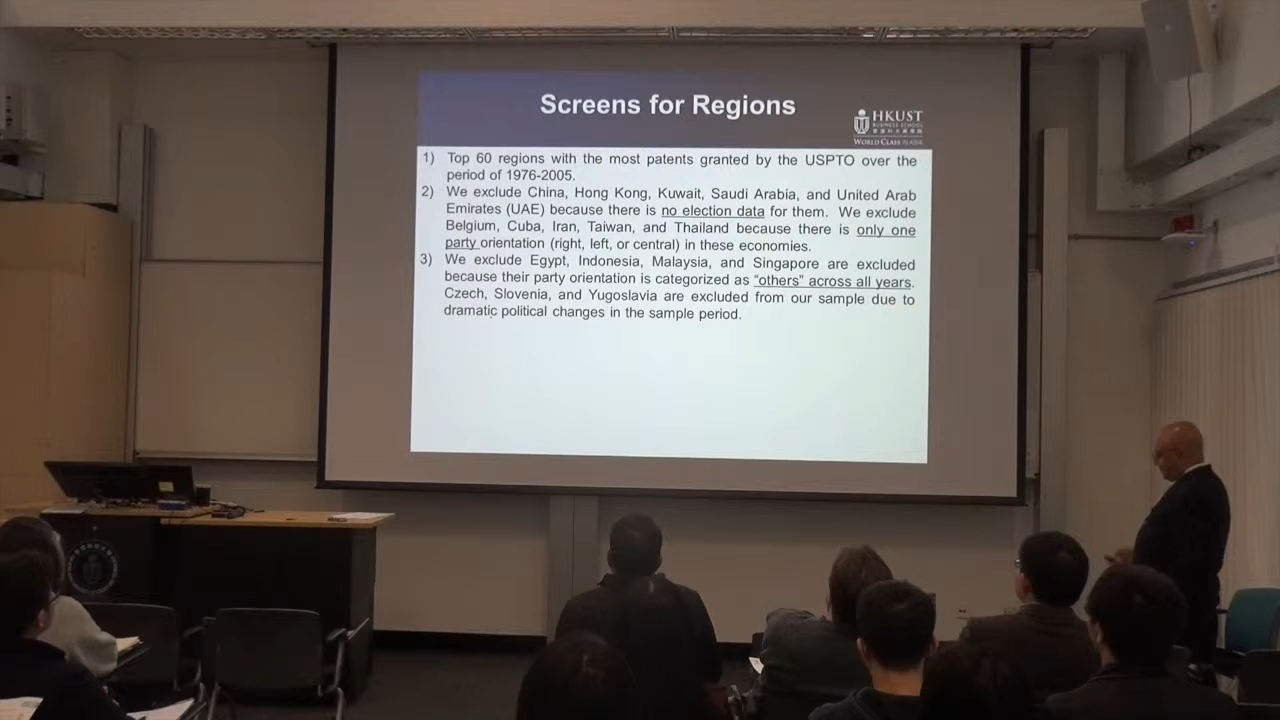 Screens for Regions
HKUST
BUSINESS SCHOOL
WORLD CLASS IN ASIA
1) Top 60 regions with the most patents granted by the USPTO over the
period of 1976-2005.
2) We exclude China, Hong Kong, Kuwait, Saudi Arabia, and United Arab
Emirates (UAE) because there is no election data for them. We exclude
Belgium, Cuba, Iran, Taiwan, and Thailand because there is only one
party orientation (right, left, or central) in these economies.
3) We exclude Egypt, Indonesia, Malaysia, and Singapore are excluded
because their party orientation is categorized as “others” across all years.
Czech, Slovenia, and Yugoslavia are excluded from our sample due to
dramatic political changes in the sample period.